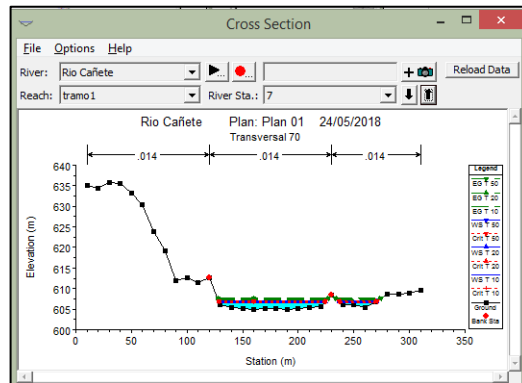 Cross Section
File Options Help
River: Rio Cañete
Reload Data
Reach: tramo1 River Sta.: 7
Rio Cañete Plan: Plan 01 24/05/2018
Transversal 70
.014 .014 .014
640
635
630
625
620
615
610
605
600
Elevation (m)
0 50 100 150 200 250 300 350
Station (m)
Legend
EG T 50
EG T 20
EG T 10
WS T 50
Crit T 50
WS T 20
Crit T 20
WS T 10
Crit T 10
Ground
Bank Sta